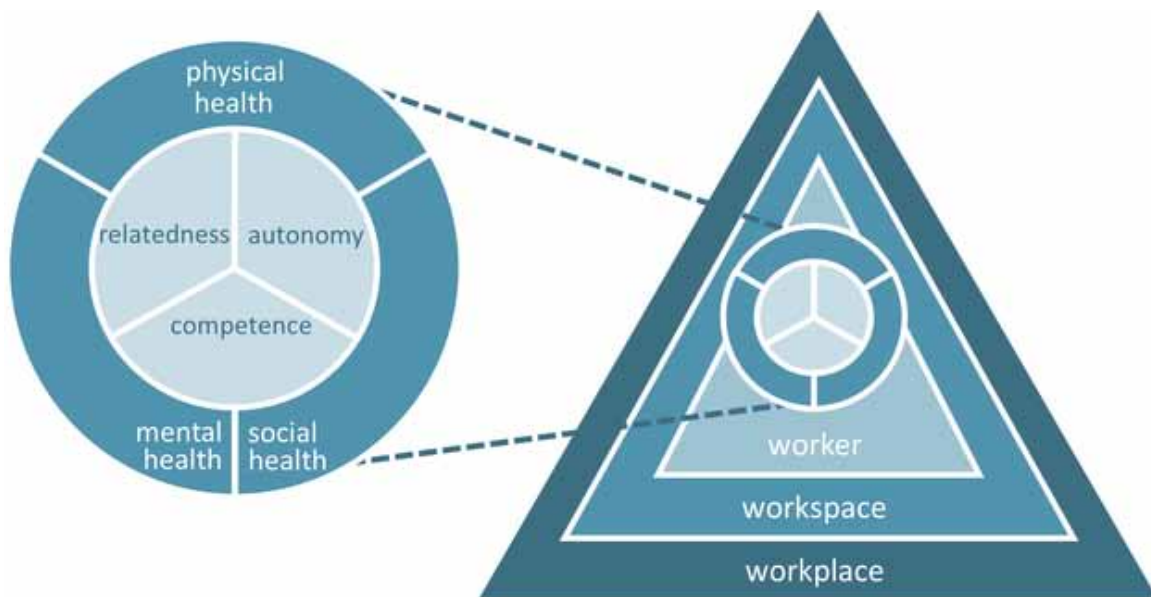 physical
health
relatedness
autonomy
competence
mental
health
social
health
worker
workspace
workplace